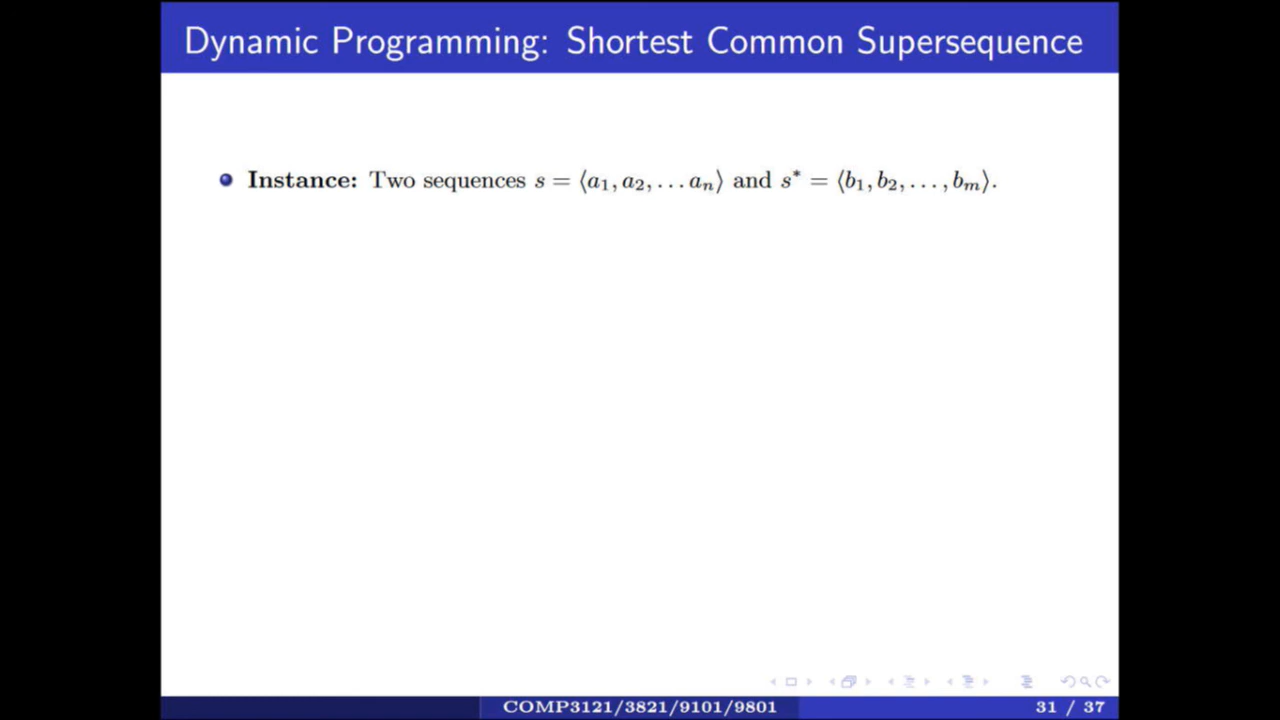 Dynamic Programming: Shortest Common Supersequence
Instance: Two sequences s = ⟨a₁, a₂, . . . aₙ⟩ and s* = ⟨b₁, b₂, . . . , bₘ⟩.
COMP3121/3821/9101/9801
31 / 37